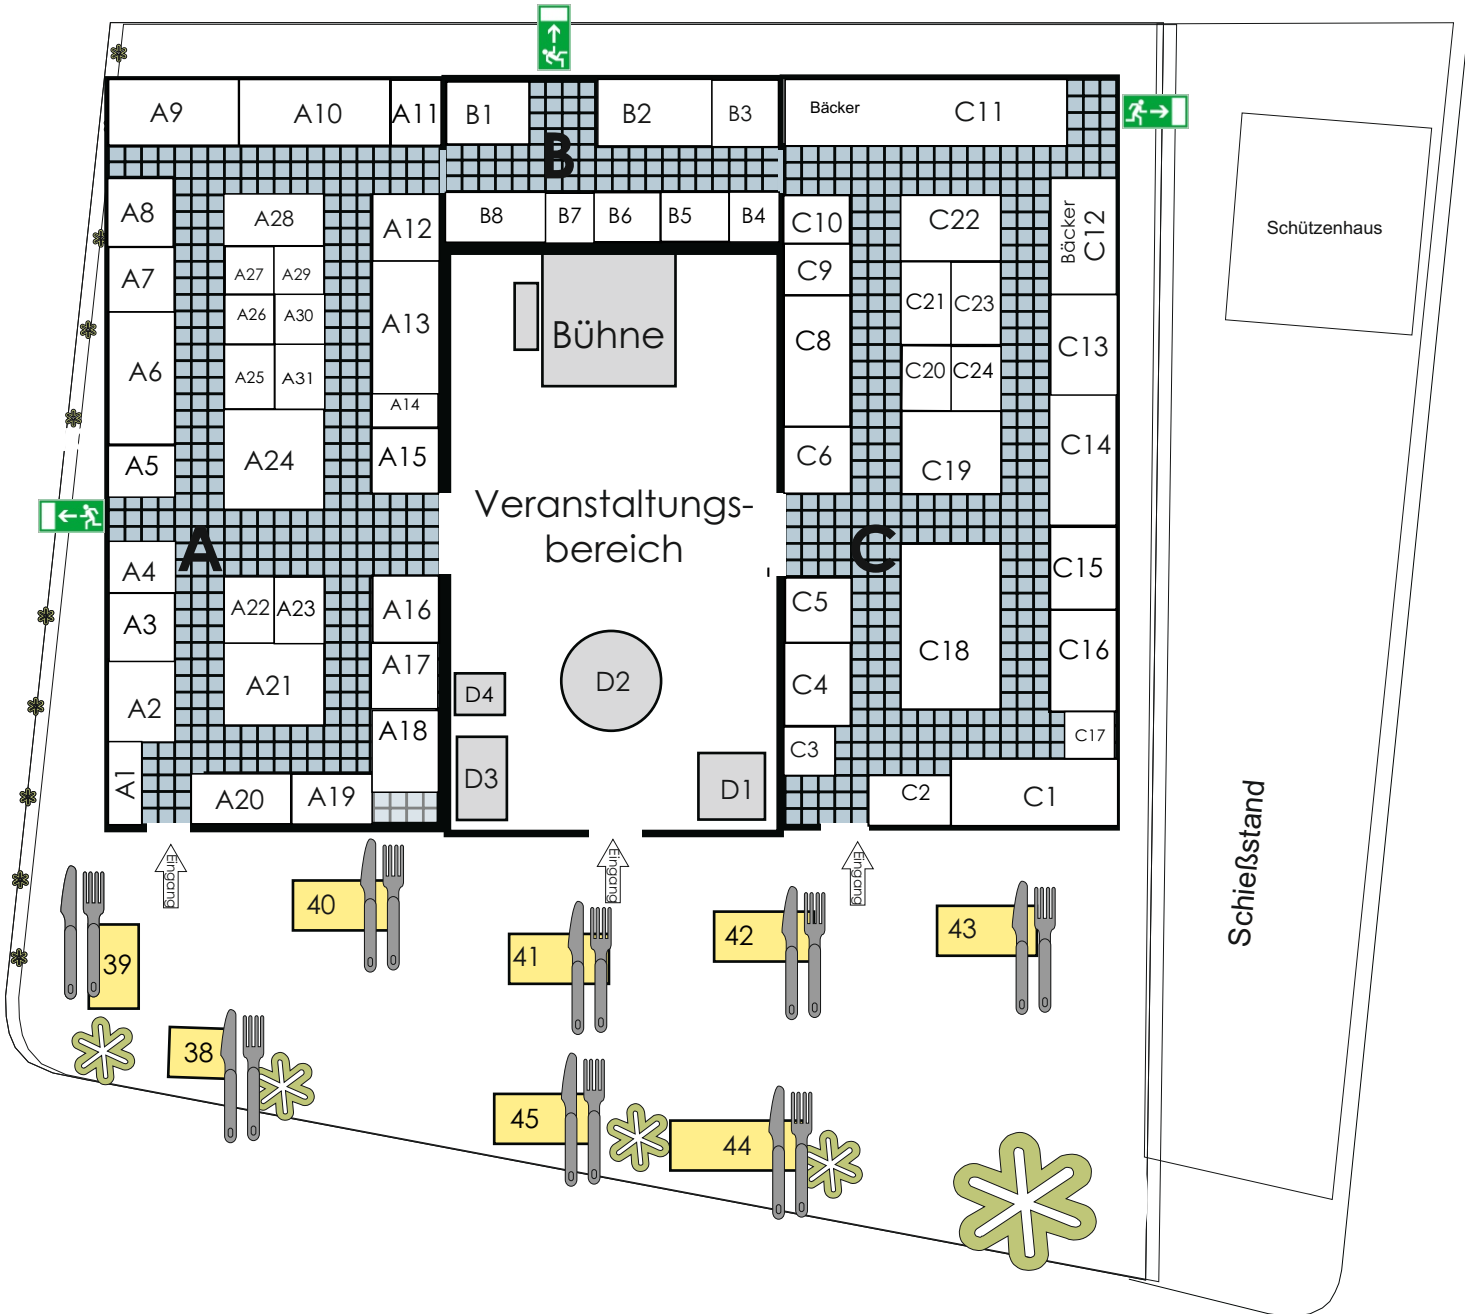 A9
A10
A11
B1
B2
B3
Bäcker
C11
B
A8
A28
A12
B8
B7
B6
B5
B4
C10
C22
Bäcker
C12
Schützenhaus
A7
A27
A29
C9
A26
A30
A13
Bühne
C8
C21
C23
C13
A6
A25
A31
C20
C24
A14
A5
A24
A15
C6
C19
C14
Veranstaltungs-
bereich
A
C
A4
A22
A23
A16
C5
C15
A3
A17
C18
C16
A2
A21
D4
D2
C4
A18
C3
C17
A1
A20
A19
D3
D1
C2
C1
Schießstand
Eingang
Eingang
Eingang
40
39
41
42
43
38
45
44